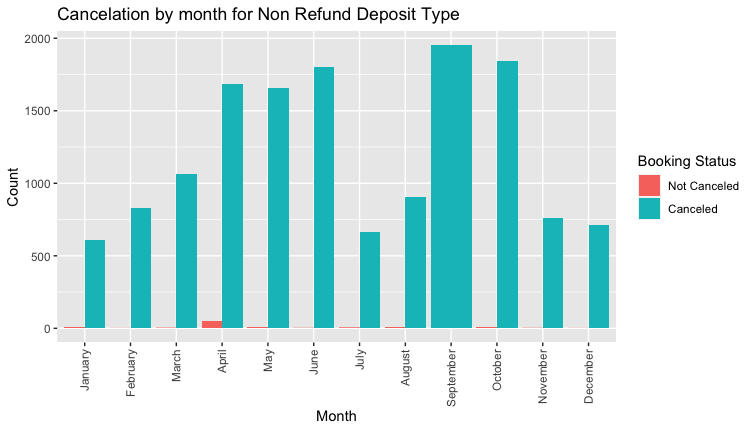 Cancelation by month for Non Refund Deposit Type
2000
1500
1000
500
0
Count
January
February
March
April
May
June
July
August
September
October
November
December
Month
Booking Status
Not Canceled
Canceled